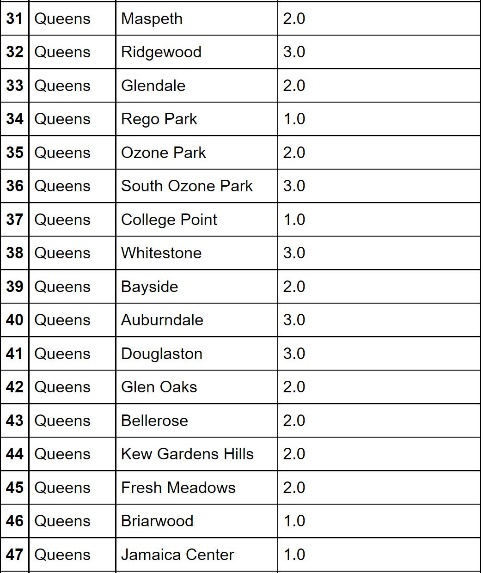 31 Queens Maspeth 2.0
32 Queens Ridgewood 3.0
33 Queens Glendale 2.0
34 Queens Rego Park 1.0
35 Queens Ozone Park 2.0
36 Queens South Ozone Park 3.0
37 Queens College Point 1.0
38 Queens Whitestone 3.0
39 Queens Bayside 2.0
40 Queens Auburndale 3.0
41 Queens Douglaston 3.0
42 Queens Glen Oaks 2.0
43 Queens Bellerose 2.0
44 Queens Kew Gardens Hills 2.0
45 Queens Fresh Meadows 2.0
46 Queens Briarwood 1.0
47 Queens Jamaica Center 1.0